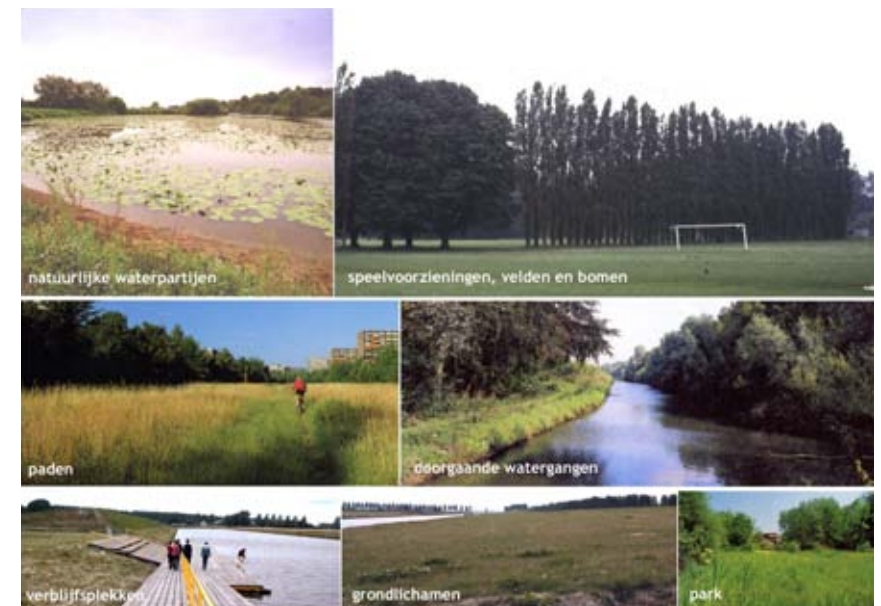 natuurlijke waterpartijen
speelvoorzieningen, velden en bomen
paden
doorgaande watergangen
verblijfsplekken
grondlichamen
park